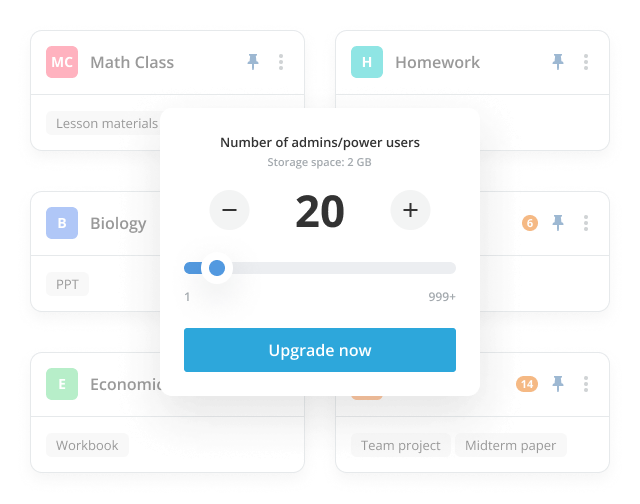 MC Math Class
H Homework
Lesson materials
Number of admins/power users
Storage space: 2 GB
20
B Biology
6
PPT
1 999+
Upgrade now
E
14
Workbook
Team project Midterm paper